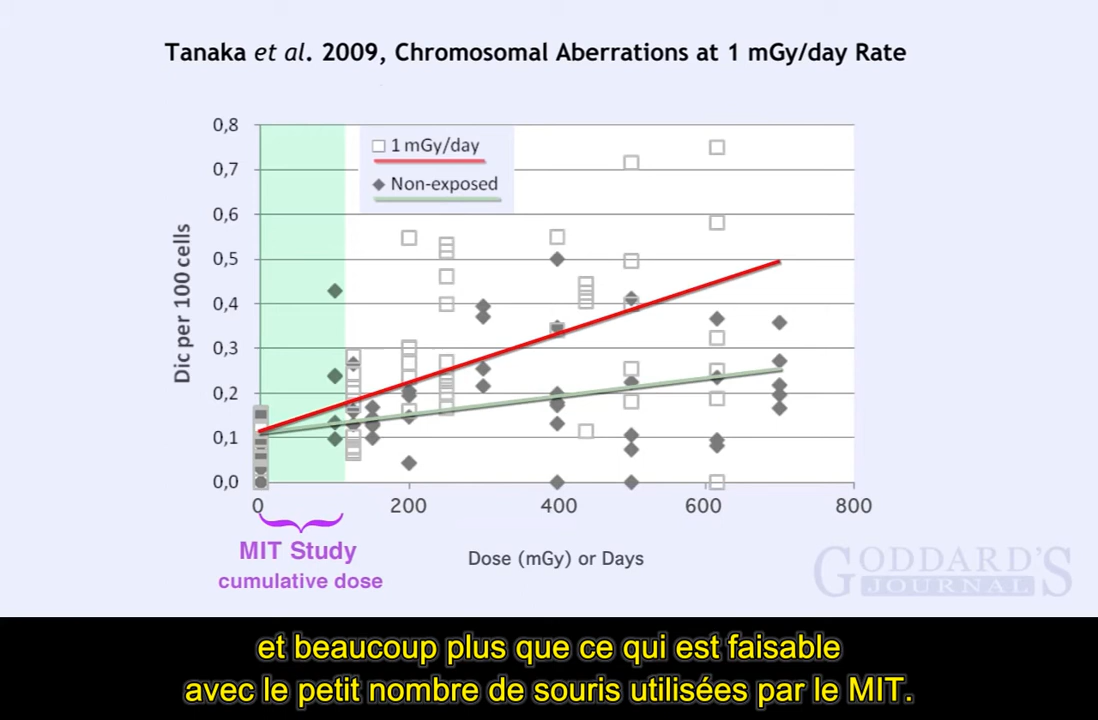 Tanaka et al. 2009, Chromosomal Aberrations at 1 mGy/day Rate
0,8
0,7
0,6
0,5
0,4
0,3
0,2
0,1
0,0
Dic per 100 cells
1 mGy/day
Non-exposed
0
200
400
600
800
MIT Study
cumulative dose
Dose (mGy) or Days
GODDARD'S
JOURNAL
et beaucoup plus que ce qui est faisable
avec le petit nombre de souris utilisées par le MIT.